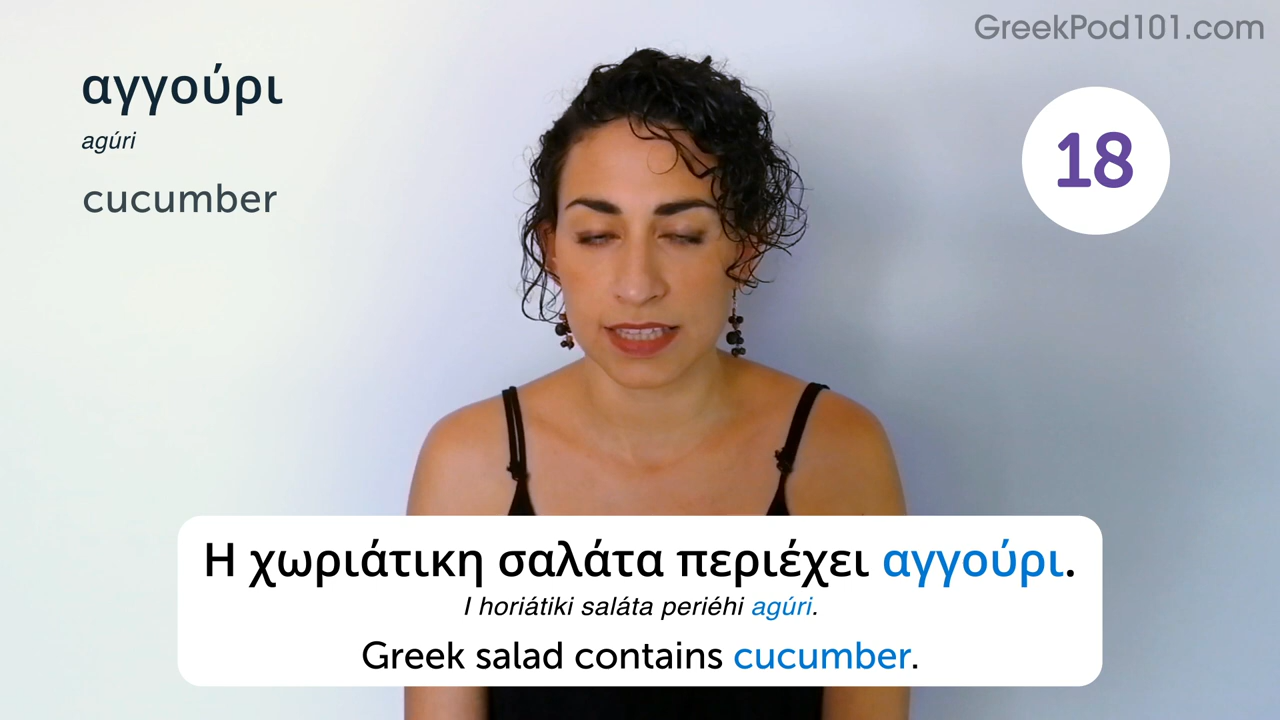 GreekPod101.com
αγγούρι
agúri
cucumber
18
Η χωριάτικη σαλάτα περιέχει αγγούρι.
I horiátiki saláta periéhi agúri.
Greek salad contains cucumber.